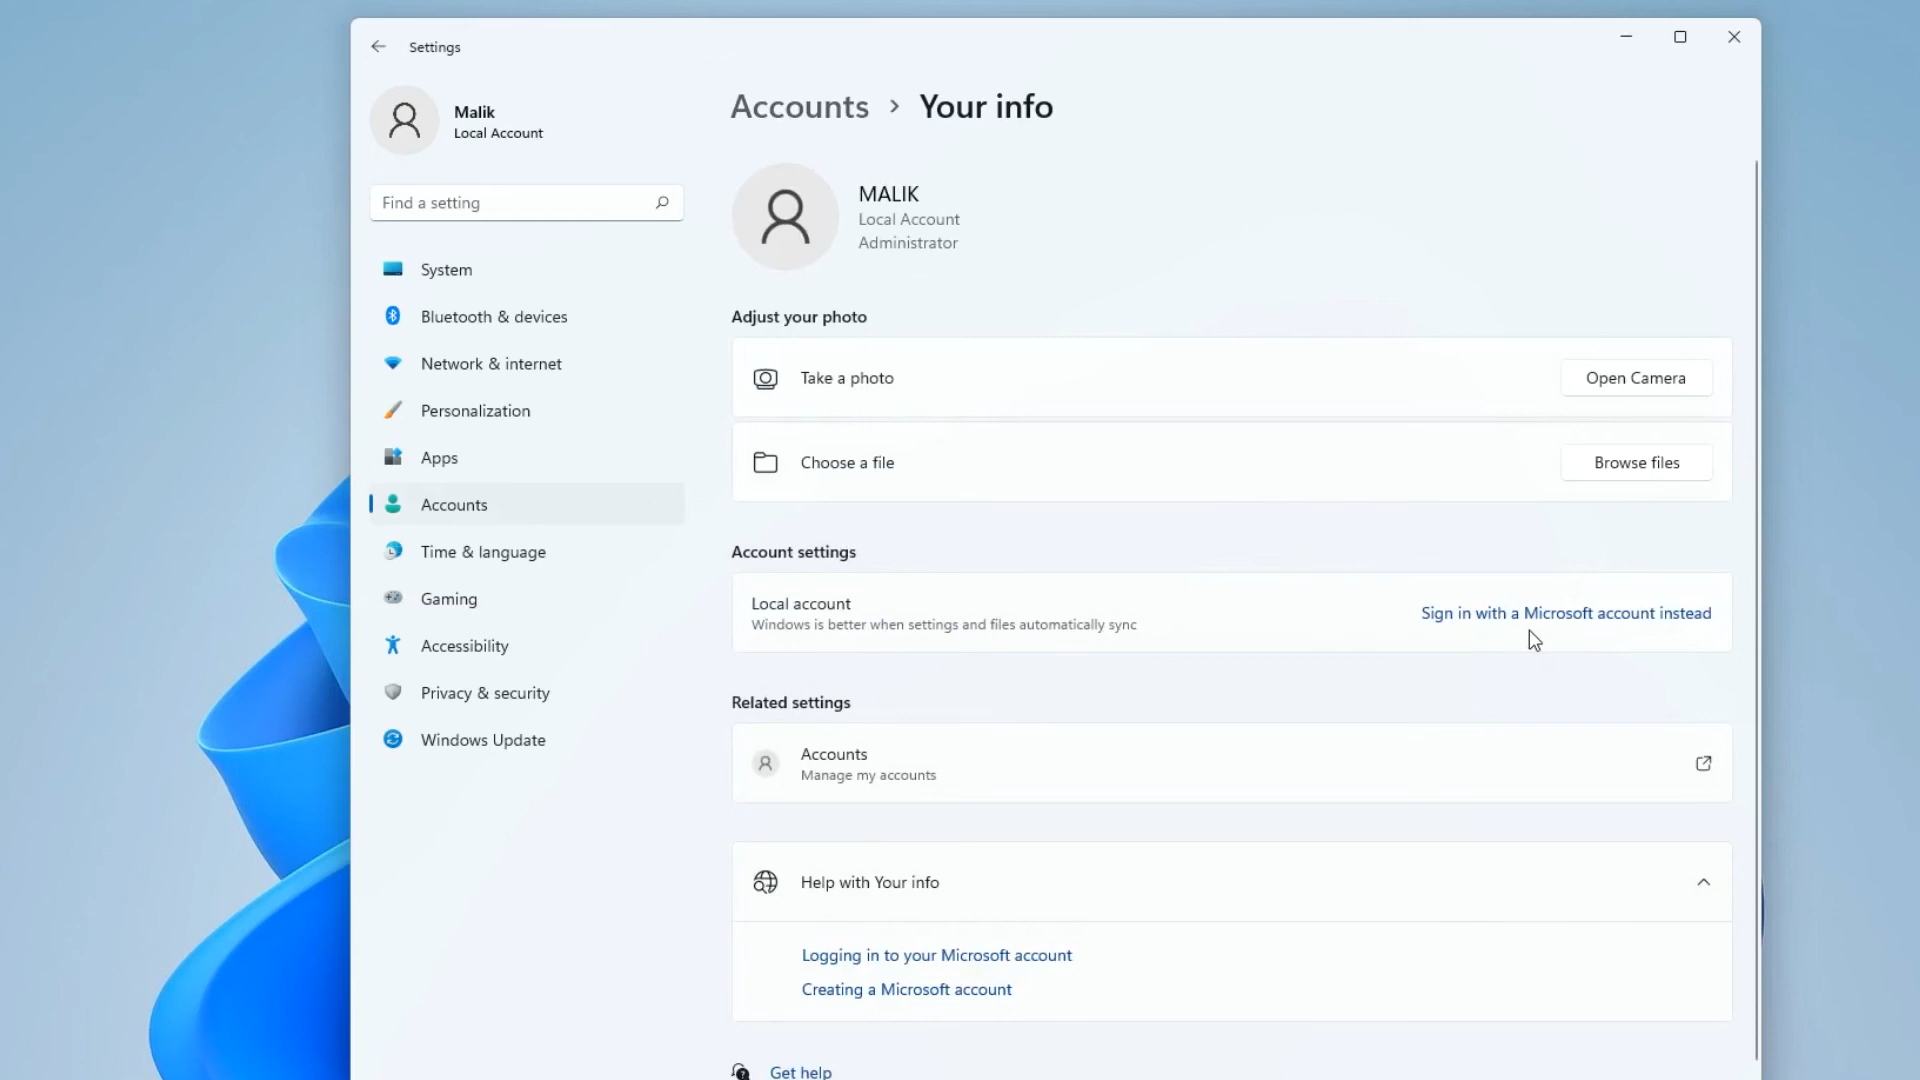 Settings
Malik
Local Account
Find a setting
System
Bluetooth & devices
Network & internet
Personalization
Apps
Accounts
Time & language
Gaming
Accessibility
Privacy & security
Windows Update
Accounts > Your info
MALIK
Local Account
Administrator
Adjust your photo
Take a photo
Open Camera
Choose a file
Browse files
Account settings
Local account
Windows is better when settings and files automatically sync
Sign in with a Microsoft account instead
Related settings
Accounts
Manage my accounts
Help with Your info
Logging in to your Microsoft account
Creating a Microsoft account
Get help